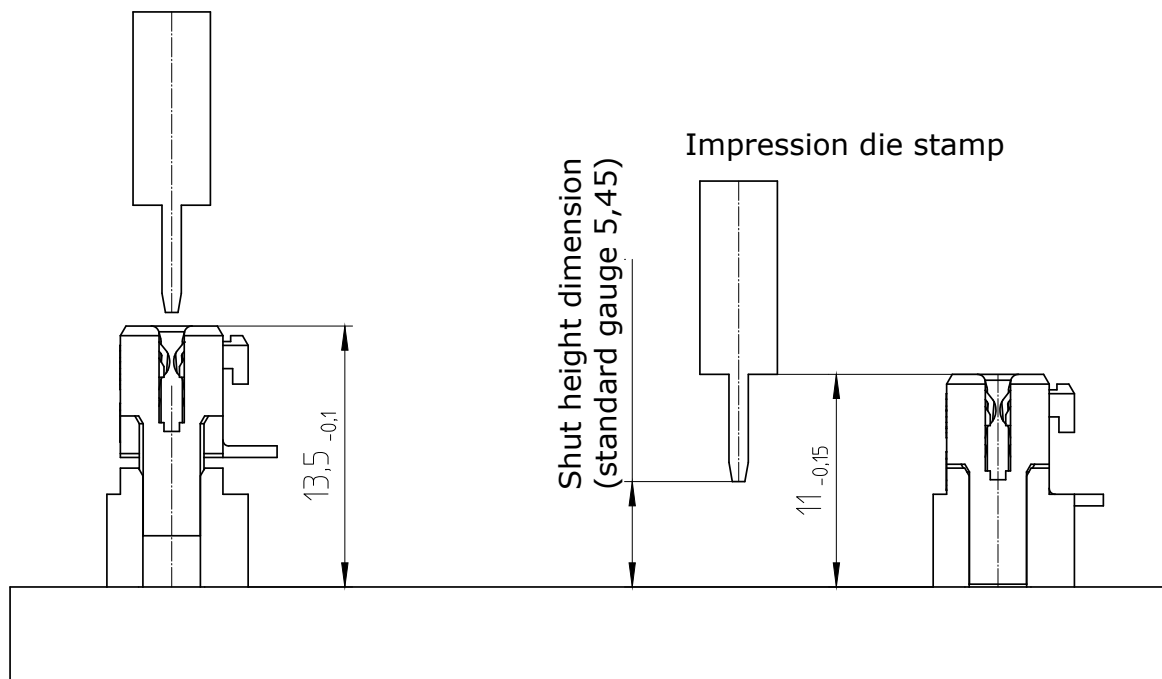 Impression die stamp
Shut height dimension
(standard gauge 5,45)
13,5 -0,1
11 -0,15